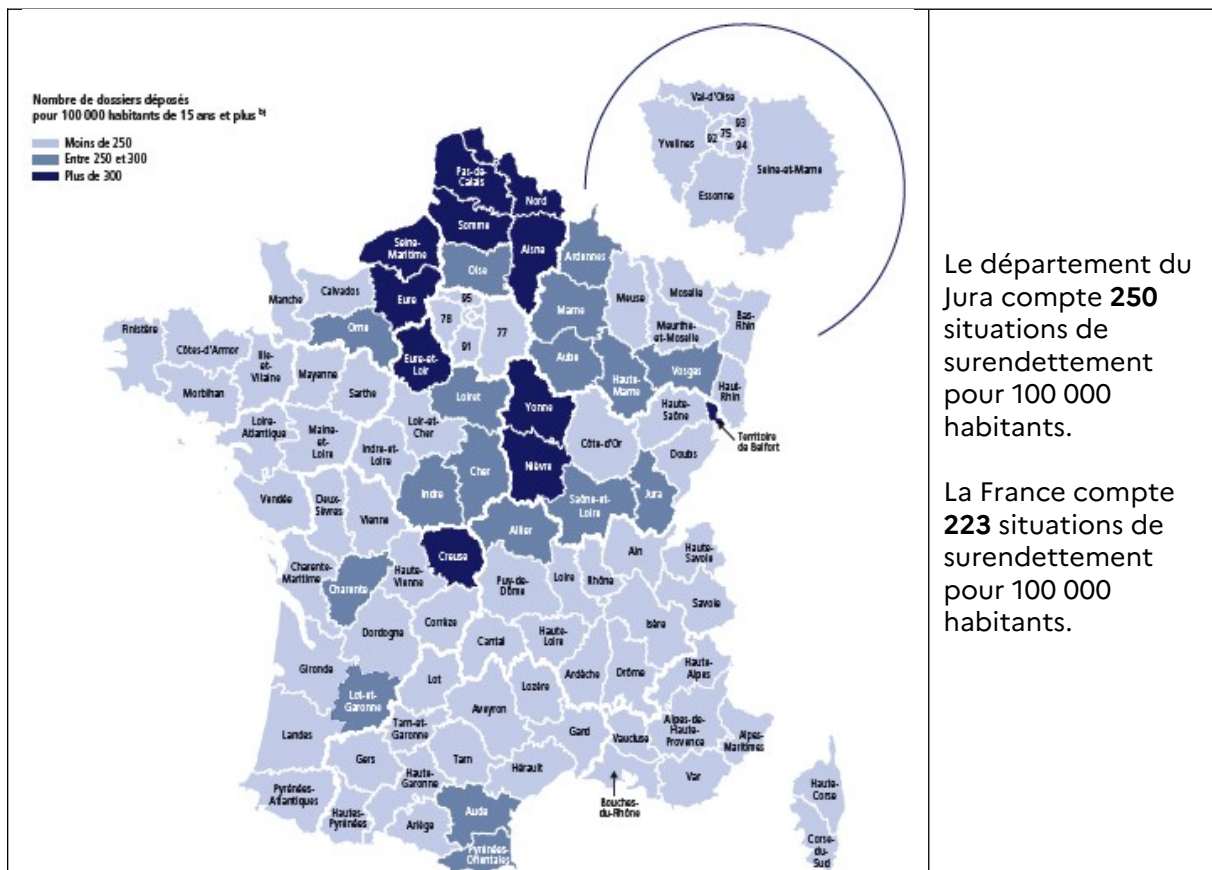 Nombre de dossiers déposés
pour 100 000 habitants de 15 ans et plus b)
Moins de 250
Entre 250 et 300
Plus de 300
Val-d'Oise
Yvelines
92
75
93
94
Seine-et-Marne
Essonne
Pas-de-
Calais
Nord
Somme
Seine-
Maritime
Aisne
Ardennes
Oise
Manche
Calvados
Eure
95
78
77
91
Marne
Meuse
Moselle
Meurthe-
et-Moselle
Bas-
Rhin
Finistère
Côtes-d'Armor
Ille-
et-
Vilaine
Orne
Eure-et-
Loir
Aube
Haute-
Marne
Vosges
Haut-
Rhin
Morbihan
Mayenne
Sarthe
Loiret
Yonne
Haute-
Saône
Territoire
de Belfort
Loire-
Atlantique
Maine-
et-
Loire
Indre-et-
Loire
Loir-et-
Cher
Cher
Nièvre
Côte-d'Or
Doubs
Vendée
Deux-
Sèvres
Vienne
Indre
Allier
Saône-et-
Loire
Jura
Charente-
Maritime
Charente
Haute-
Vienne
Creuse
Puy-de-
Dôme
Loire
Rhône
Ain
Haute-
Savoie
Savoie
Isère
Dordogne
Corrèze
Cantal
Haute-
Loire
Ardèche
Drôme
Haute-
Alpes
Gironde
Lot-et-
Garonne
Lot
Aveyron
Lozère
Landes
Tarn-et-
Garonne
Gers
Tarn
Gard
Vaucluse
Alpes-de-
Haute-
Provence
Alpes-
Maritimes
Haute-
Garonne
Hérault
Var
Bouches-
du-Rhône
Pyrénées-
Atlantiques
Hautes-
Pyrénées
Ariège
Aude
Pyrénées-
Orientales
Haute-
Corse
Corse-
du-
Sud
Le département du
Jura compte 250
situations de
surendettement
pour 100 000
habitants.
La France compte
223 situations de
surendettement
pour 100 000
habitants.